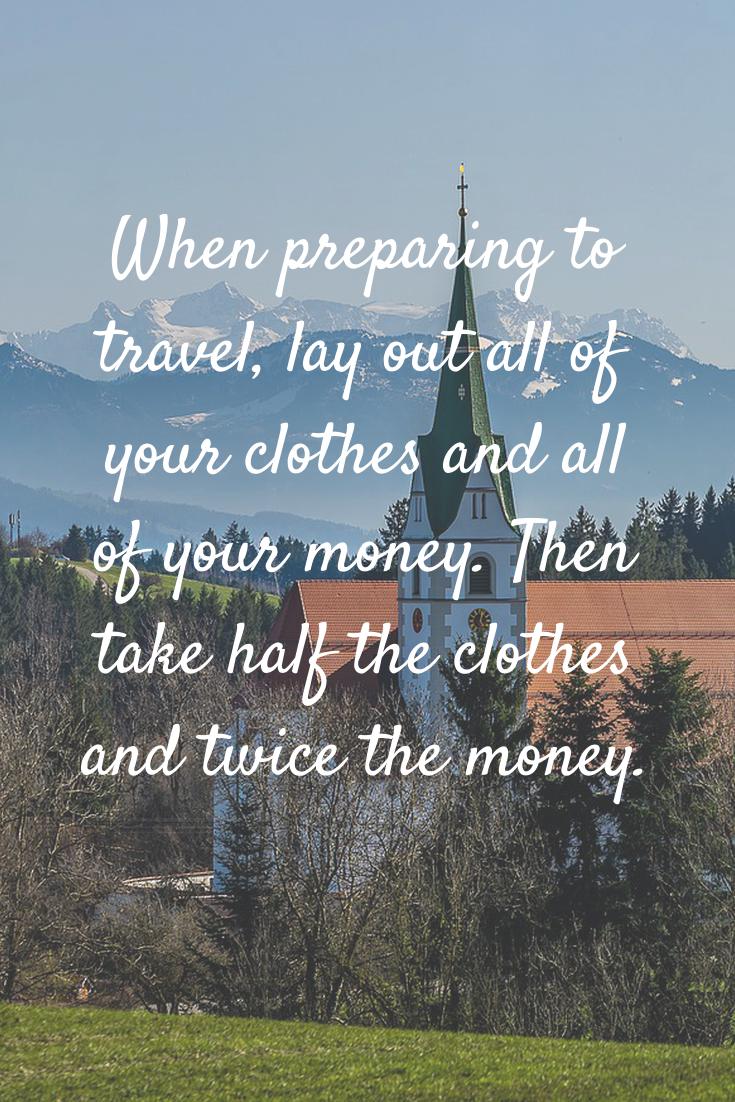 When preparing to
travel, lay out all of
your clothes and all
of your money. Then
take half the clothes
and twice the money.